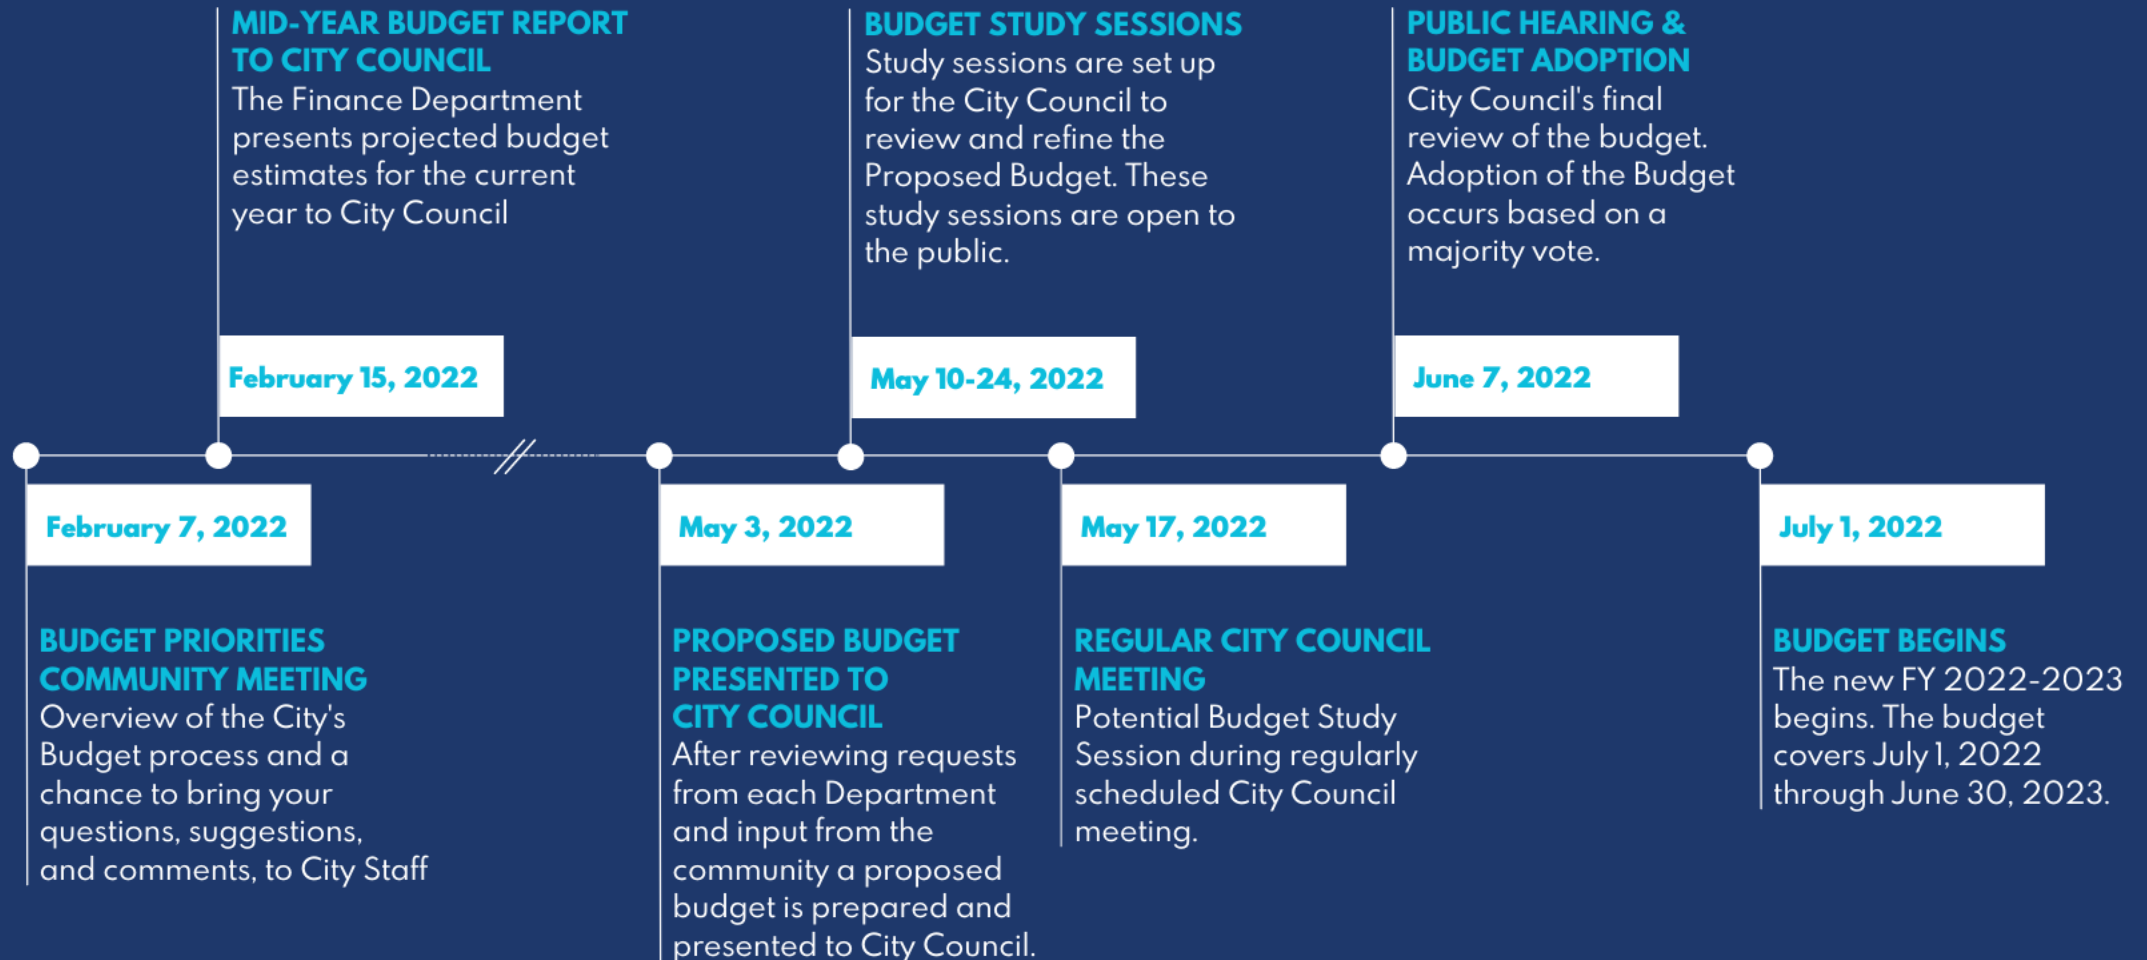 MID-YEAR BUDGET REPORT
TO CITY COUNCIL
The Finance Department
presents projected budget
estimates for the current
year to City Council
February 15, 2022
BUDGET STUDY SESSIONS
Study sessions are set up
for the City Council to
review and refine the
Proposed Budget. These
study sessions are open to
the public.
May 10-24, 2022
PUBLIC HEARING &
BUDGET ADOPTION
City Council's final
review of the budget.
Adoption of the Budget
occurs based on a
majority vote.
June 7, 2022
February 7, 2022
BUDGET PRIORITIES
COMMUNITY MEETING
Overview of the City's
Budget process and a
chance to bring your
questions, suggestions,
and comments, to City Staff
May 3, 2022
PROPOSED BUDGET
PRESENTED TO
CITY COUNCIL
After reviewing requests
from each Department
and input from the
community a proposed
budget is prepared and
presented to City Council.
May 17, 2022
REGULAR CITY COUNCIL
MEETING
Potential Budget Study
Session during regularly
scheduled City Council
meeting.
July 1, 2022
BUDGET BEGINS
The new FY 2022-2023
begins. The budget
covers July 1, 2022
through June 30, 2023.